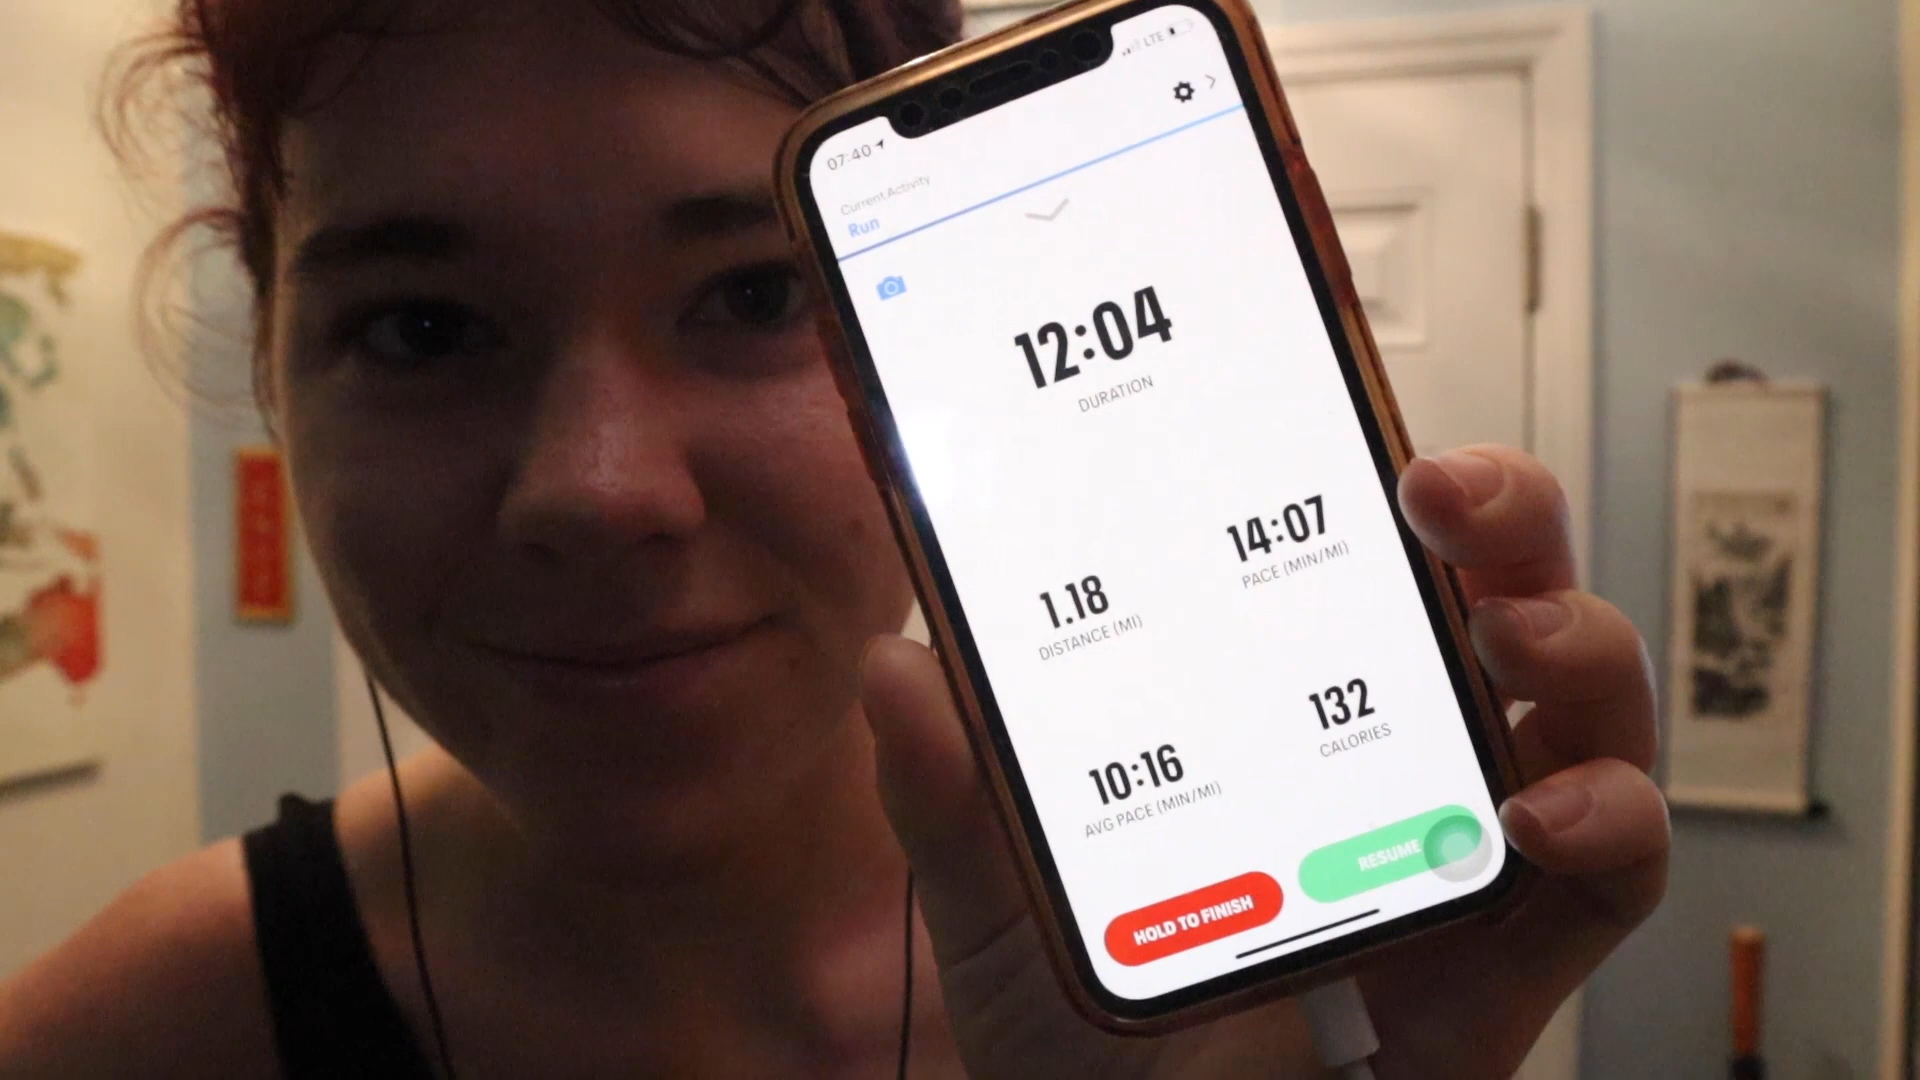 07:40
LTE
Current Activity
Run
12:04
DURATION
1.18
DISTANCE (MI)
14:07
PACE (MIN/MI)
10:16
AVG PACE (MIN/MI)
132
CALORIES
HOLD TO FINISH
RESUME